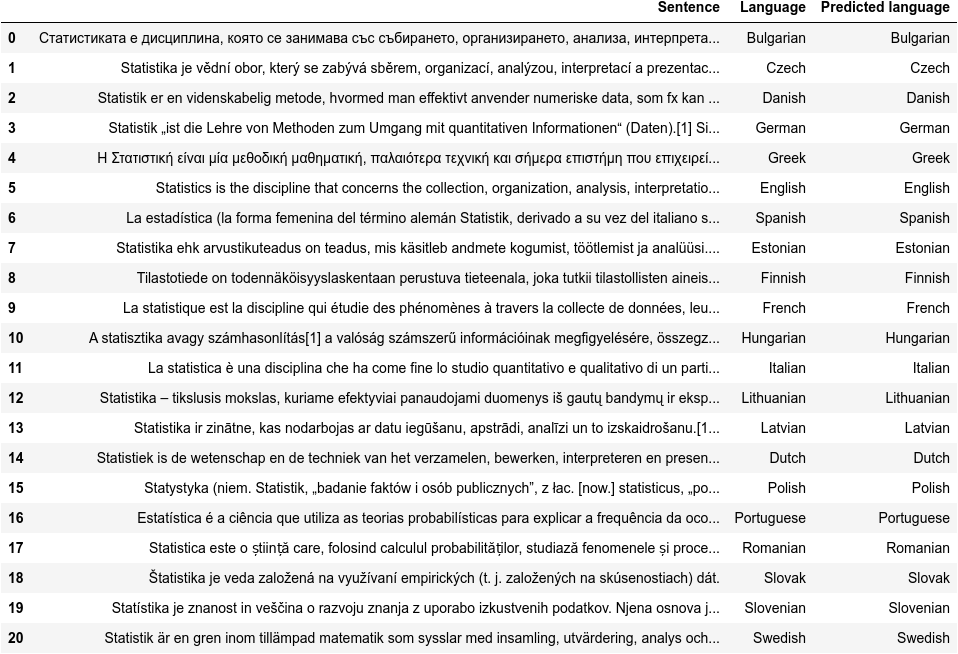 Sentence Language Predicted language
0 Статистиката е дисциплина, която се занимава със събирането, организирането, анализа, интерпрета... Bulgarian Bulgarian
1 Statistika je vědní obor, který se zabývá sběrem, organizací, analýzou, interpretací a prezentac... Czech Czech
2 Statistik er en videnskabelig metode, hvormed man effektivt anvender numeriske data, som fx kan ... Danish Danish
3 Statistik „ist die Lehre von Methoden zum Umgang mit quantitativen Informationen“ (Daten).[1] Si... German German
4 Η Στατιστική είναι μία μεθοδική μαθηματική, παλαιότερα τεχνική και σήμερα επιστήμη που επιχειρεί... Greek Greek
5 Statistics is the discipline that concerns the collection, organization, analysis, interpretatio... English English
6 La estadística (la forma femenina del término alemán Statistik, derivado a su vez del italiano s... Spanish Spanish
7 Statistika ehk arvustikuteadus on teadus, mis käsitleb andmete kogumist, töötlemist ja analüüsi.... Estonian Estonian
8 Tilastotiede on todennäköisyyslaskentaan perustuva tieteenala, joka tutkii tilastollisten aineis... Finnish Finnish
9 La statistique est la discipline qui étudie des phénomènes à travers la collecte de données, leu... French French
10 A statisztika avagy számhasonlítás[1] a valóság számszerű információinak megfigyelésére, összegz... Hungarian Hungarian
11 La statistica è una disciplina che ha come fine lo studio quantitativo e qualitativo di un parti... Italian Italian
12 Statistika – tikslusis mokslas, kuriame efektyviai panaudojami duomenys iš gautų bandymų ir eksp... Lithuanian Lithuanian
13 Statistika ir zinātne, kas nodarbojas ar datu iegūšanu, apstrādi, analīzi un to izskaidrošanu.[1... Latvian Latvian
14 Statistiek is de wetenschap en de techniek van het verzamelen, bewerken, interpreteren en presen... Dutch Dutch
15 Statystyka (niem. Statistik, „badanie faktów i osób publicznych”, z łac. [now.] statisticus, „po... Polish Polish
16 Estatística é a ciência que utiliza as teorias probabilísticas para explicar a frequência da oco... Portuguese Portuguese
17 Statistica este o știință care, folosind calculul probabilităților, studiază fenomenele și proce... Romanian Romanian
18 Štatistika je veda založená na využívaní empirických (t. j. založených na skúsenostiach) dát. Slovak Slovak
19 Statístika je znanost in veščina o razvoju znanja z uporabo izkustvenih podatkov. Njena osnova j... Slovenian Slovenian
20 Statistik är en gren inom tillämpad matematik som sysslar med insamling, utvärdering, analys och... Swedish Swedish